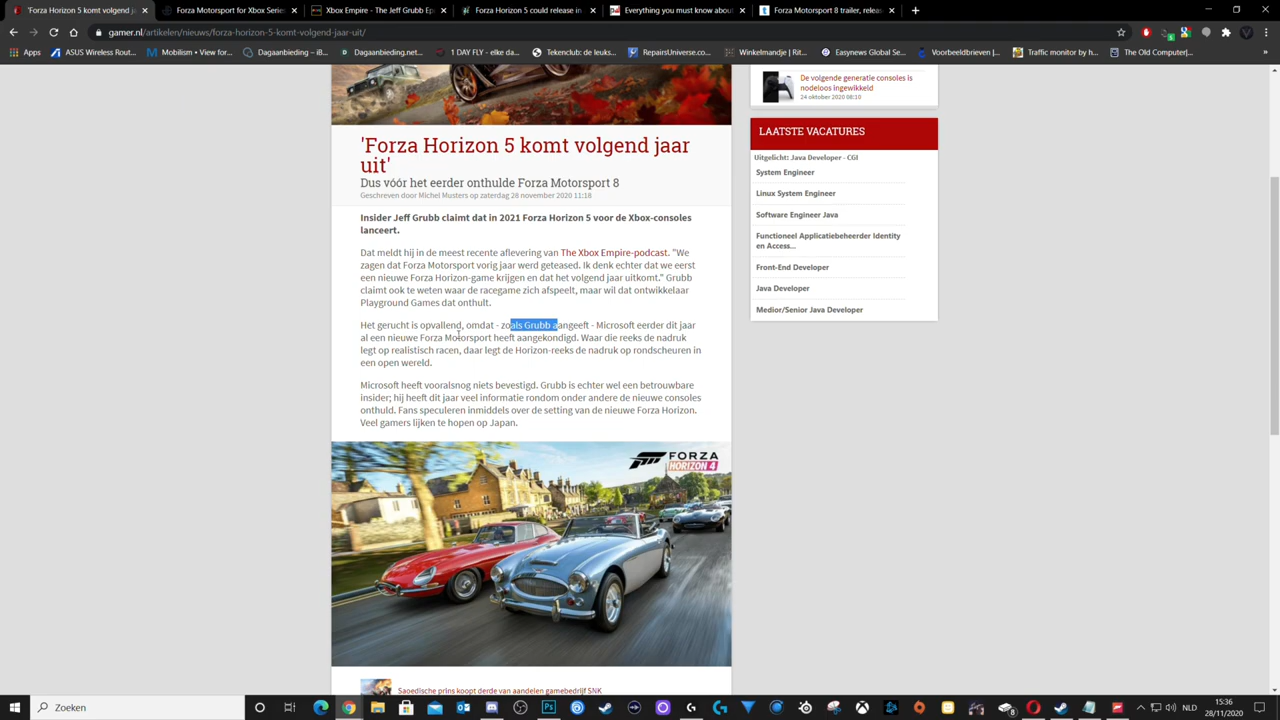 'Forza Horizon 5 komt vol
Forza Motorsport for Xbox Serie
Xbox Empire - The Jeff Grubb Ep
Forza Horizon 5 could release in
Everything you must know abou
Forza Motorsport 8 trailer, releas
gamer.nl/artikelen/nieuws/forza-horizon-5-komt-volgend-jaar-uit/
Apps
ASUS Wireless Rout...
Mobilism • View for...
Dagaanbieding – iB...
Dagaanbieding.net...
1 DAY FLY - elke da...
Tekenclub: de leuks...
RepairsUniverse.co...
Winkelmandje | Rit...
Easynews Global Se...
Voorbeeldbrieven |...
Traffic monitor by h...
The Old Computer|...
De volgende generatie consoles is
nodeloos ingewikkeld
24 oktober 2020 08:10
LAATSTE VACATURES
Uitgelicht: Java Developer - CGI
System Engineer
Linux System Engineer
Software Engineer Java
Functioneel Applicatiebeheerder Identity
en Access...
Front-End Developer
Java Developer
Medior/Senior Java Developer
'Forza Horizon 5 komt volgend jaar
uit'
Dus vóór het eerder onthulde Forza Motorsport 8
Geschreven door Michel Musters op zaterdag 28 november 2020 11:18
Insider Jeff Grubb claimt dat in 2021 Forza Horizon 5 voor de Xbox-consoles
lanceert.
Dat meldt hij in de meest recente aflevering van The Xbox Empire-podcast. "We
zagen dat Forza Motorsport vorig jaar werd geteased. Ik denk echter dat we eerst
een nieuwe Forza Horizon-game krijgen en dat het volgend jaar uitkomt." Grubb
claimt ook te weten waar de racegame zich afspeelt, maar wil dat ontwikkelaar
Playground Games dat onthult.
Het gerucht is opvallend, omdat - zoals Grubb aangeeft - Microsoft eerder dit jaar
al een nieuwe Forza Motorsport heeft aangekondigd. Waar die reeks de nadruk
legt op realistisch racen, daar legt de Horizon-reeks de nadruk op rondscheuren in
een open wereld.
Microsoft heeft vooralsnog niets bevestigd. Grubb is echter wel een betrouwbare
insider; hij heeft dit jaar veel informatie rondom onder andere de nieuwe consoles
onthuld. Fans speculeren inmiddels over de setting van de nieuwe Forza Horizon.
Veel gamers lijken te hopen op Japan.
FORZA
HORIZON 4
Saoedische prins koopt derde van aandelen gamebedrijf SNK
Zoeken
NLD
15:36
28/11/2020